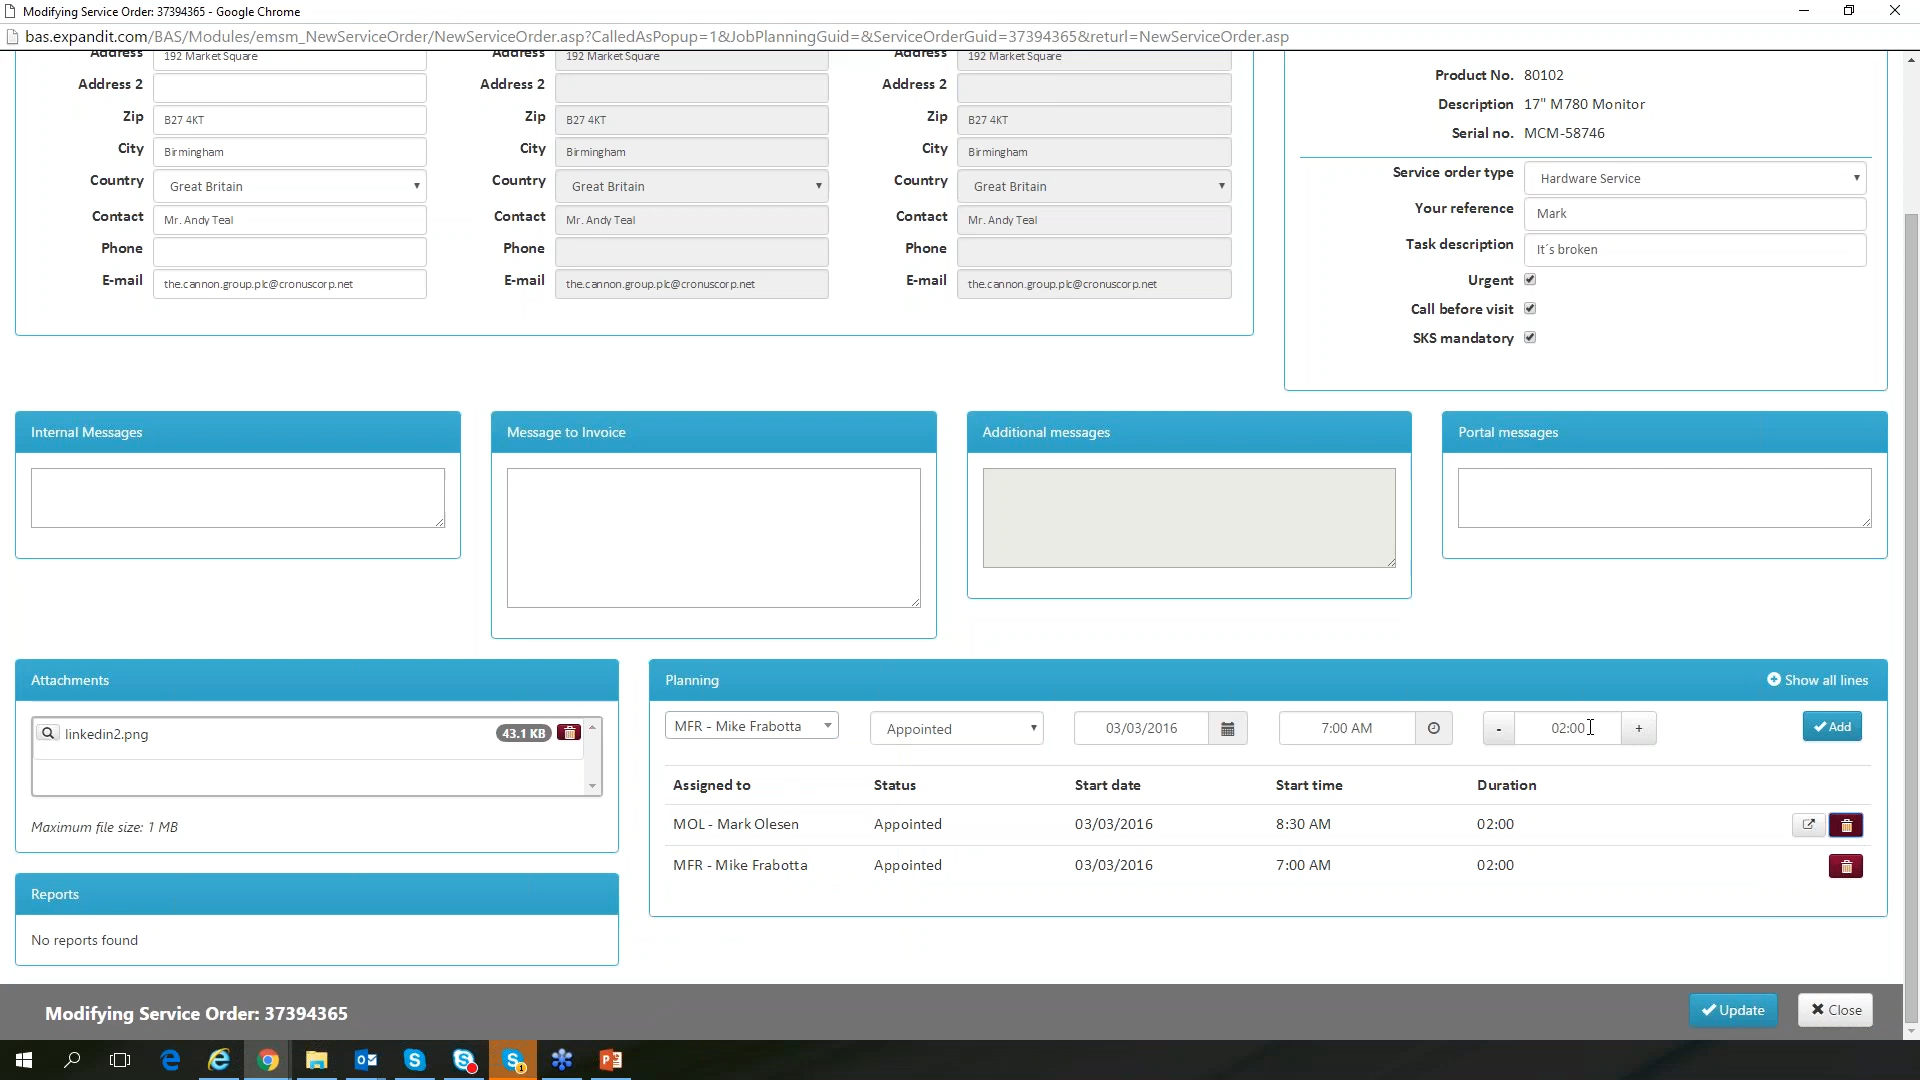 Modifying Service Order: 37394365 - Google Chrome
bas.expandit.com/BAS/Modules/emsm_NewServiceOrder/NewServiceOrder.asp?CalledAsPopup=1&JobPlanningGuid=&ServiceOrderGuid=37394365&returl=NewServiceOrder.asp
Address 192 Market Square Address 192 Market Square Address 192 Market Square
Address 2 Address 2 Address 2
Zip B27 4KT Zip B27 4KT Zip B27 4KT
City Birmingham City Birmingham City Birmingham
Country Great Britain Country Great Britain Country Great Britain
Contact Mr. Andy Teal Contact Mr. Andy Teal Contact Mr. Andy Teal
Phone Phone Phone
E-mail the.cannon.group.plc@cronuscorp.net E-mail the.cannon.group.plc@cronuscorp.net E-mail the.cannon.group.plc@cronuscorp.net
Product No. 80102
Description 17" M780 Monitor
Serial no. MCM-58746
Service order type Hardware Service
Your reference Mark
Task description It´s broken
Urgent
Call before visit
SKS mandatory
Internal Messages Message to Invoice Additional messages Portal messages
Attachments
linkedin2.png 43.1 KB
Maximum file size: 1 MB
Reports
No reports found
Planning Show all lines
MFR - Mike Frabotta Appointed 03/03/2016 7:00 AM - 02:00 + Add
Assigned to Status Start date Start time Duration
MOL - Mark Olesen Appointed 03/03/2016 8:30 AM 02:00
MFR - Mike Frabotta Appointed 03/03/2016 7:00 AM 02:00
Modifying Service Order: 37394365 Update Close